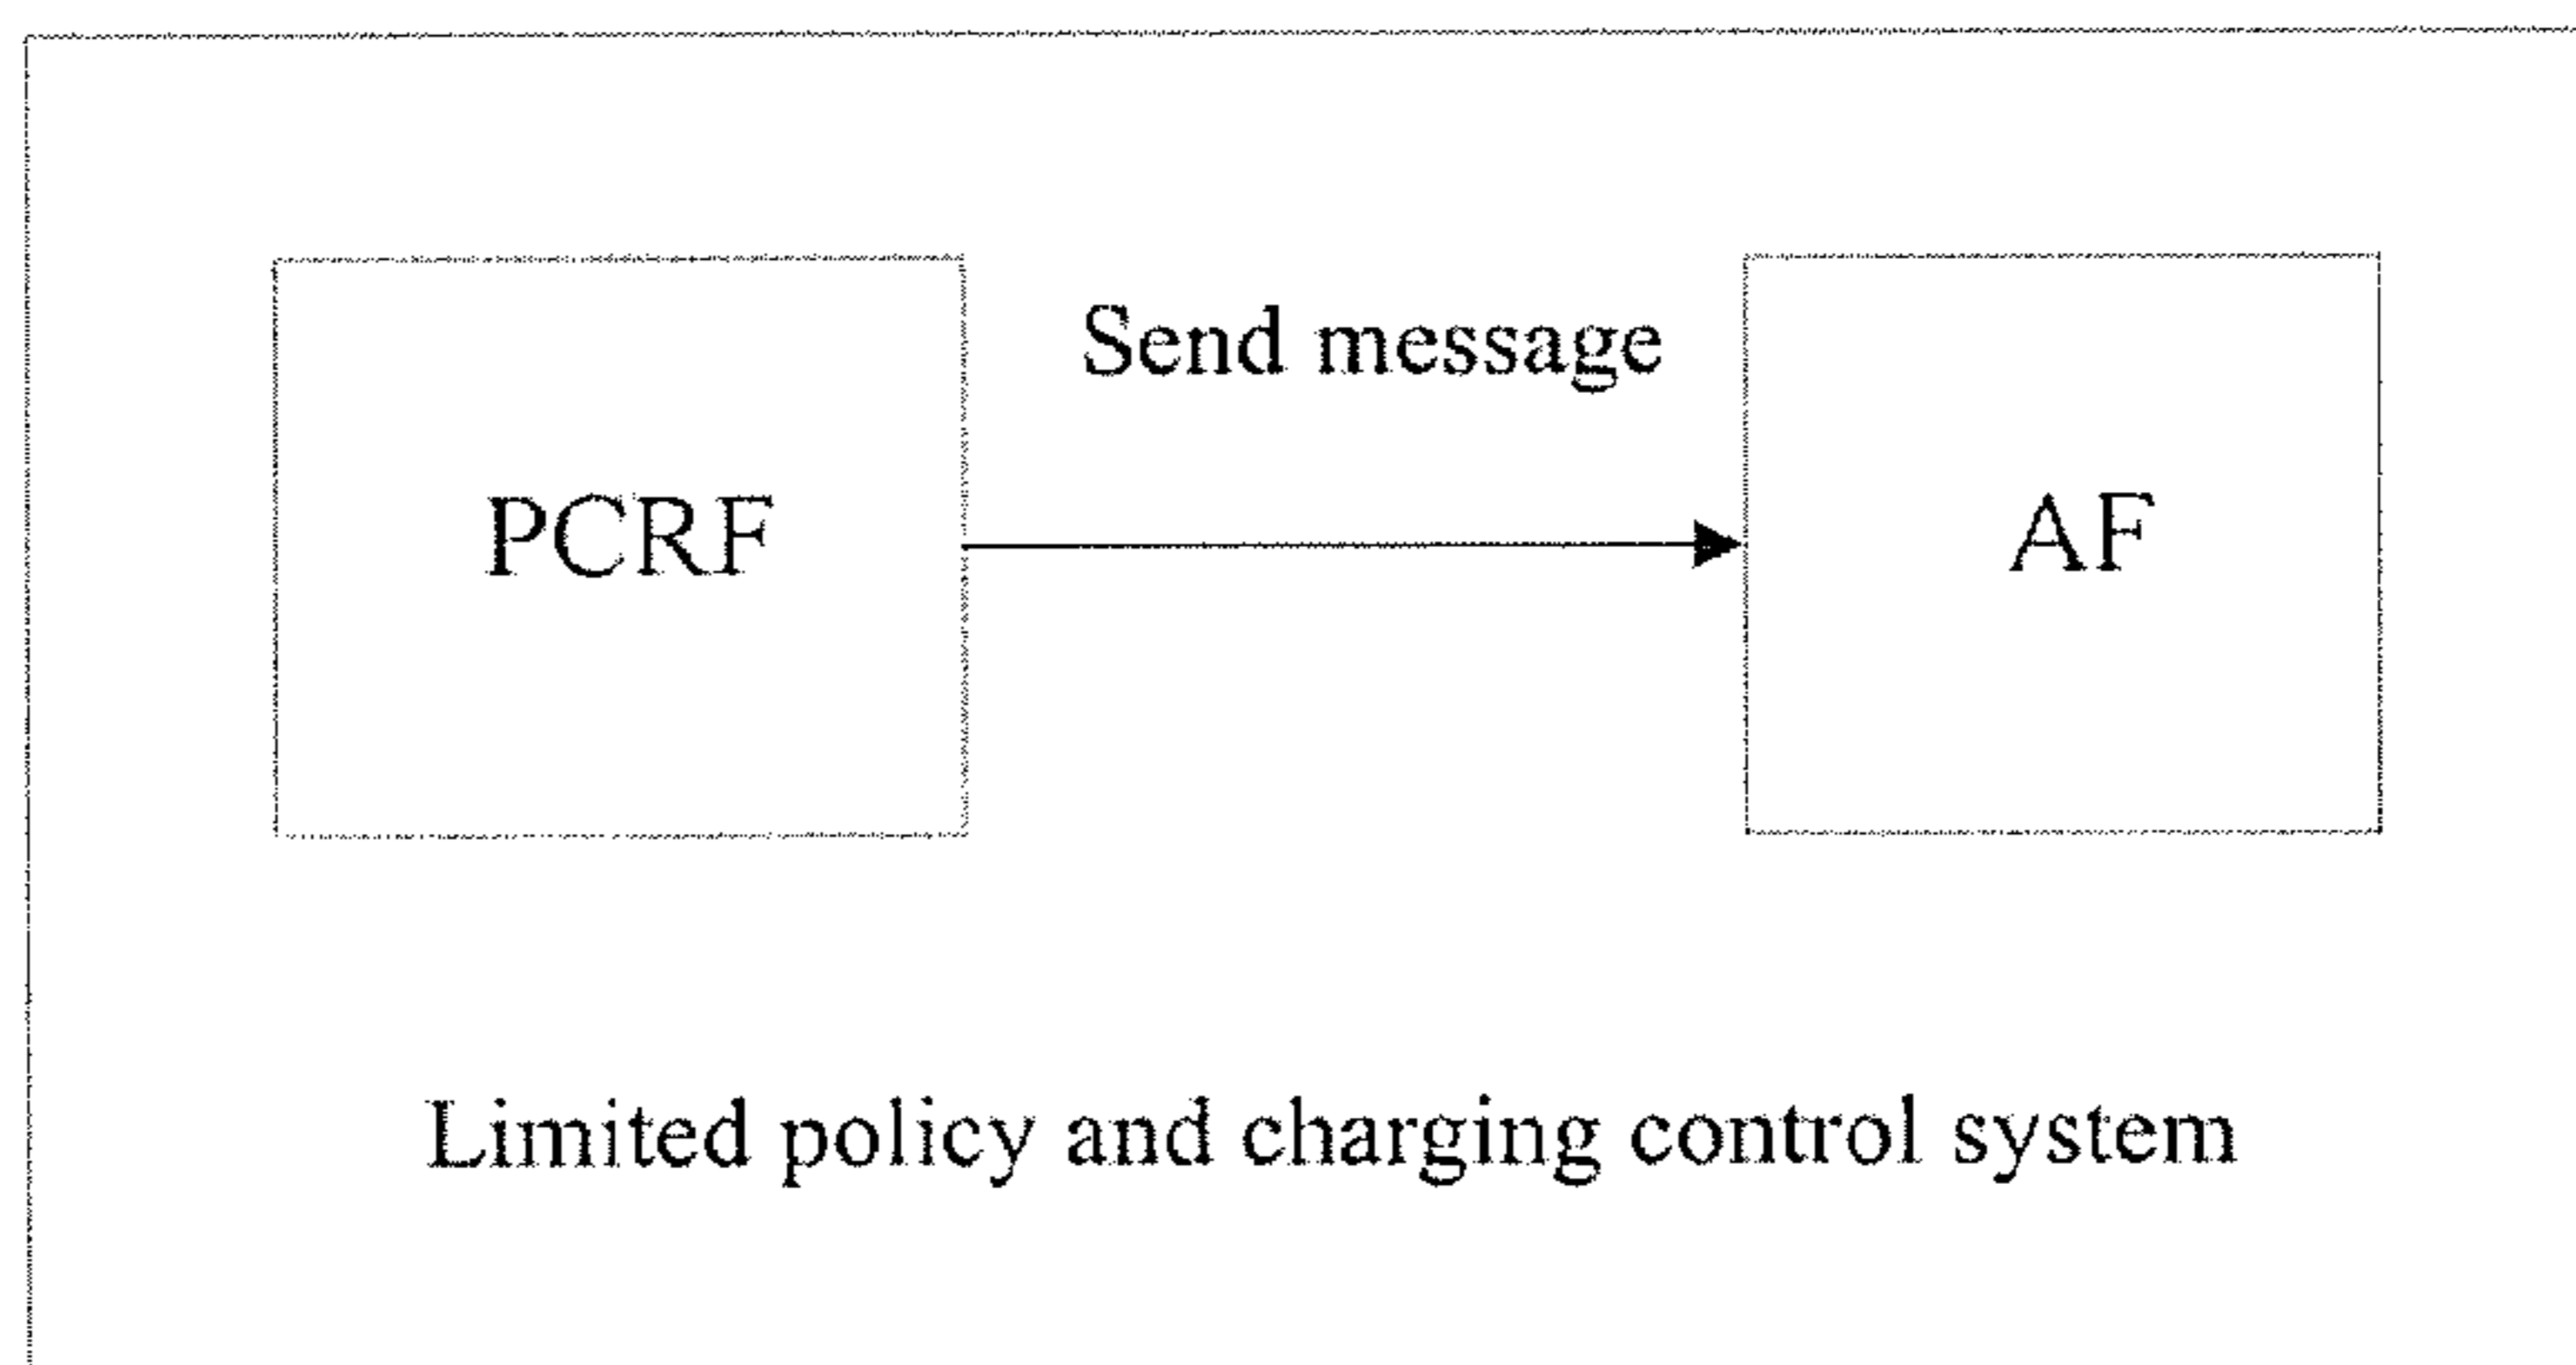 Send message
PCRF
AF
Limited policy and charging control system